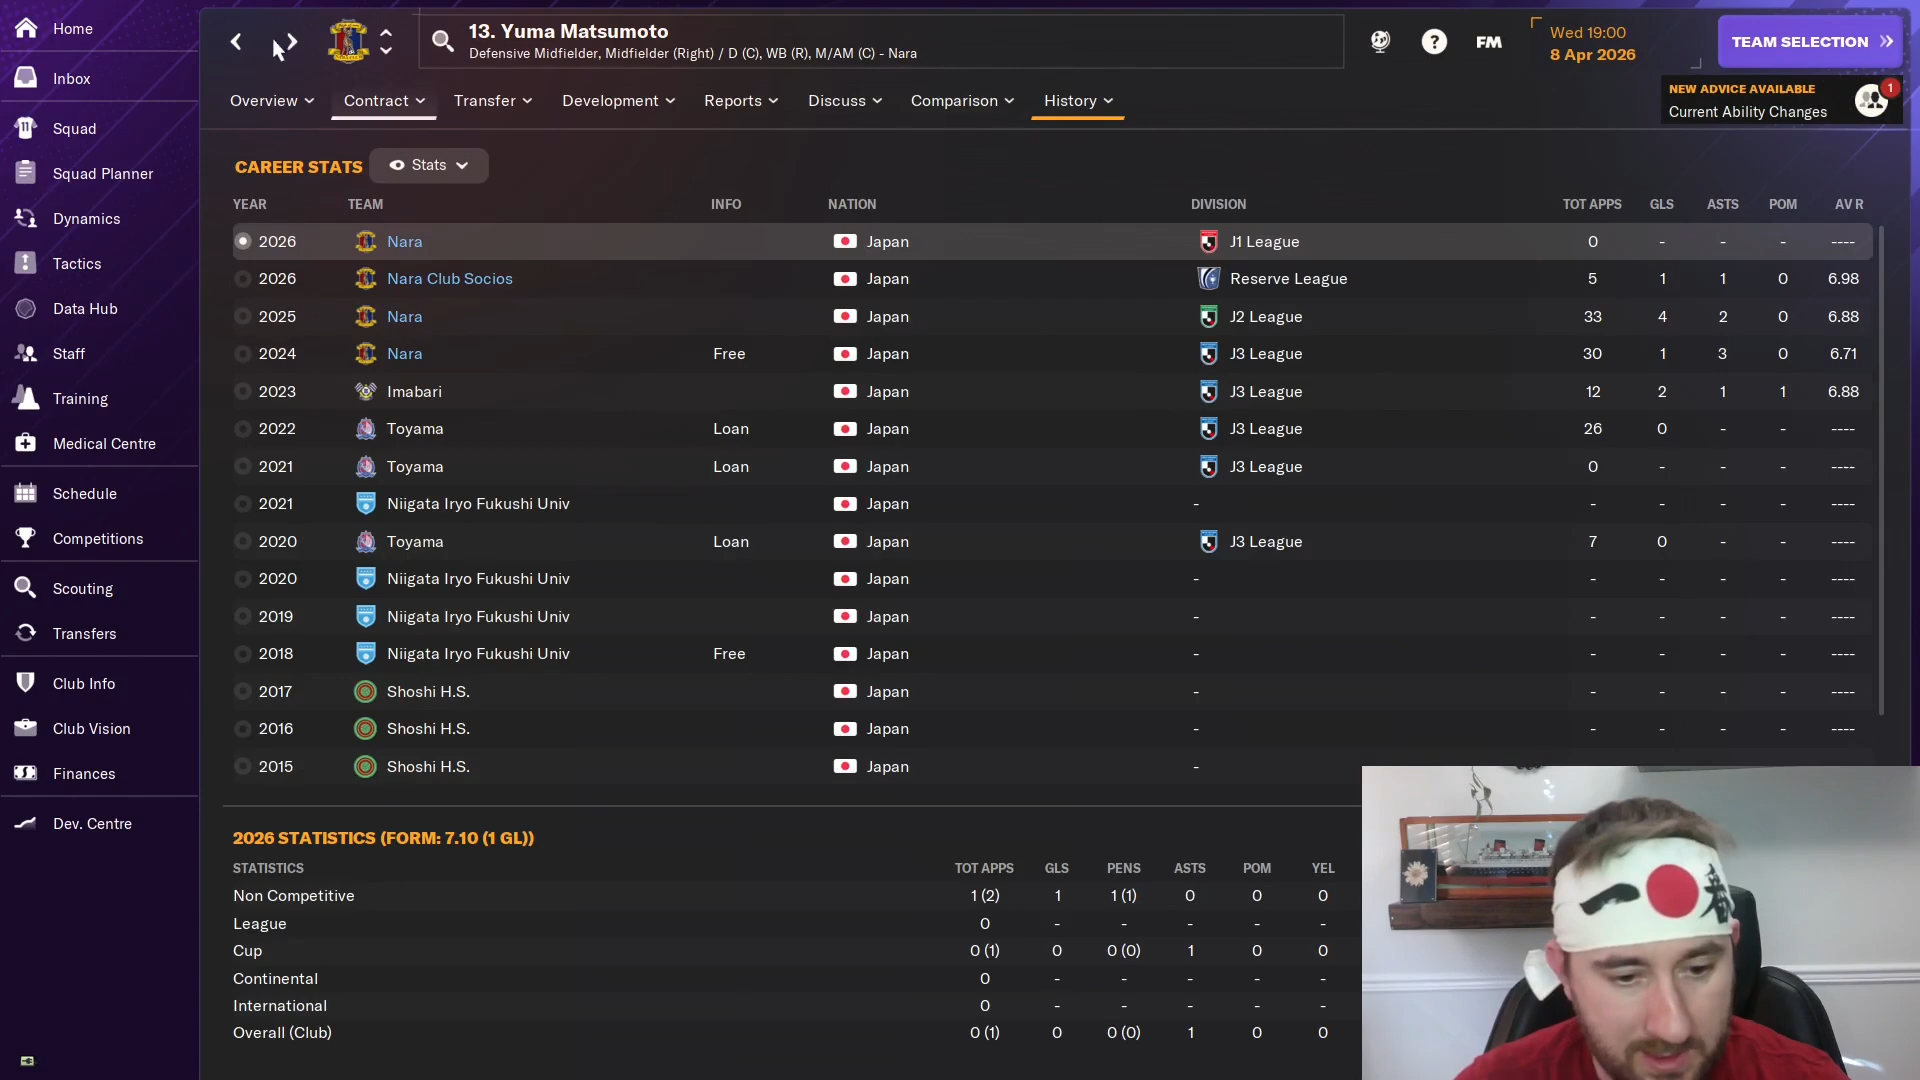 Home
Inbox
Squad
Squad Planner
Dynamics
Tactics
Data Hub
Staff
Training
Medical Centre
Schedule
Competitions
Scouting
Transfers
Club Info
Club Vision
Finances
Dev. Centre
13. Yuma Matsumoto
Defensive Midfielder, Midfielder (Right) / D (C), WB (R), M/AM (C) - Nara
?
FM
Wed 19:00
8 Apr 2026
TEAM SELECTION
NEW ADVICE AVAILABLE
Current Ability Changes
1
Overview Contract Transfer Development Reports Discuss Comparison History
CAREER STATS Stats
YEAR TEAM INFO NATION DIVISION TOT APPS GLS ASTS POM AV R
2026 Nara Japan J1 League 0 - - - ----
2026 Nara Club Socios Japan Reserve League 5 1 1 0 6.98
2025 Nara Japan J2 League 33 4 2 0 6.88
2024 Nara Free Japan J3 League 30 1 3 0 6.71
2023 Imabari Japan J3 League 12 2 1 1 6.88
2022 Toyama Loan Japan J3 League 26 0 - - ----
2021 Toyama Loan Japan J3 League 0 - - - ----
2021 Niigata Iryo Fukushi Univ Japan - - - - - ----
2020 Toyama Loan Japan J3 League 7 0 - - ----
2020 Niigata Iryo Fukushi Univ Japan - - - - - ----
2019 Niigata Iryo Fukushi Univ Japan - - - - - ----
2018 Niigata Iryo Fukushi Univ Free Japan - - - - - ----
2017 Shoshi H.S. Japan - - - - - ----
2016 Shoshi H.S. Japan - - - - - ----
2015 Shoshi H.S. Japan -
2026 STATISTICS (FORM: 7.10 (1 GL))
STATISTICS TOT APPS GLS PENS ASTS POM YEL
Non Competitive 1 (2) 1 1 (1) 0 0 0
League 0 - - - - -
Cup 0 (1) 0 0 (0) 1 0 0
Continental 0 - - - - -
International 0 - - - - -
Overall (Club) 0 (1) 0 0 (0) 1 0 0